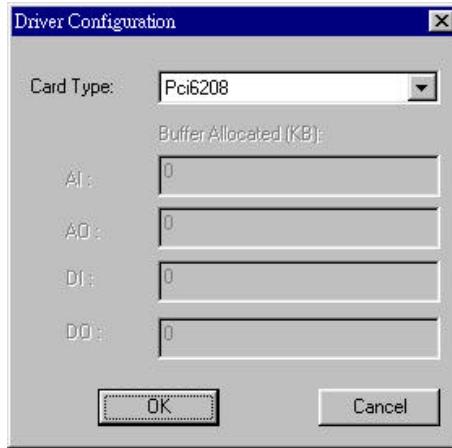 Driver Configuration
Card Type: Pci6208
Buffer Allocated (KB):
AI : 0
AO : 0
DI : 0
DO : 0
OK Cancel